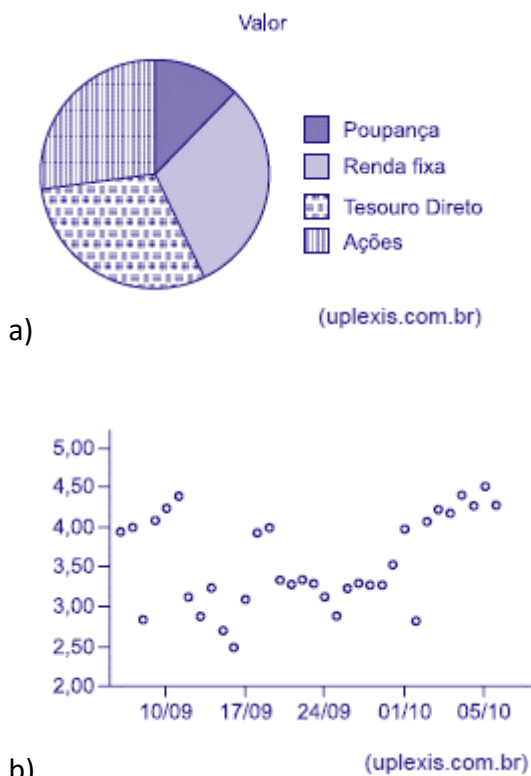 Valor
Poupança
Renda fixa
Tesouro Direto
Ações
(uplexis.com.br)
a)
5,00
4,50
4,00
3,50
3,00
2,50
2,00
10/09 17/09 24/09 01/10 05/10
(uplexis.com.br)
b)